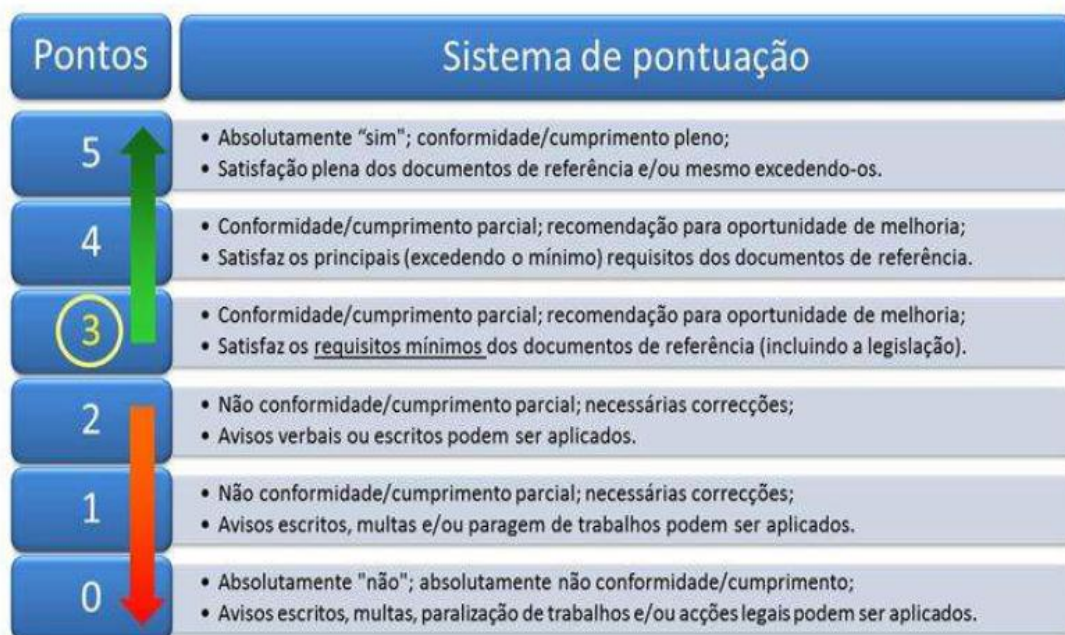 Pontos Sistema de pontuação
5
• Absolutamente “sim"; conformidade/cumprimento pleno;
• Satisfação plena dos documentos de referência e/ou mesmo excedendo-os.
4
• Conformidade/cumprimento parcial; recomendação para oportunidade de melhoria;
• Satisfaz os principais (excedendo o mínimo) requisitos dos documentos de referência.
3
• Conformidade/cumprimento parcial; recomendação para oportunidade de melhoria;
• Satisfaz os requisitos mínimos dos documentos de referência (incluindo a legislação).
2
• Não conformidade/cumprimento parcial; necessárias correcções;
• Avisos verbais ou escritos podem ser aplicados.
1
• Não conformidade/cumprimento parcial; necessárias correcções;
• Avisos escritos, multas e/ou paragem de trabalhos podem ser aplicados.
0
• Absolutamente "não"; absolutamente não conformidade/cumprimento;
• Avisos escritos, multas, paralização de trabalhos e/ou acções legais podem ser aplicados.